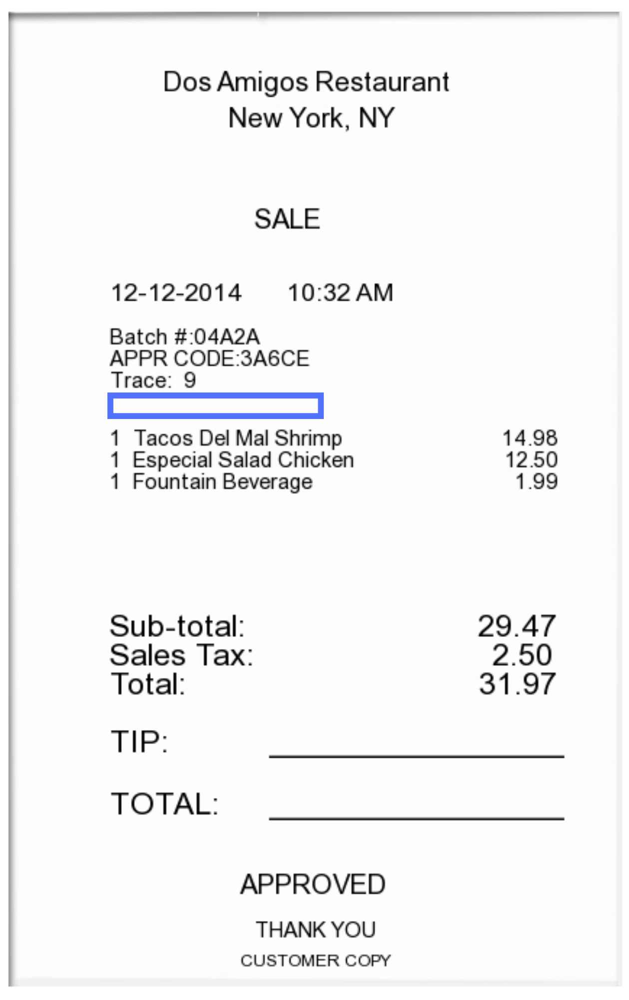 Dos Amigos Restaurant
New York, NY
SALE
12-12-2014 10:32 AM
Batch #:04A2A
APPR CODE:3A6CE
Trace: 9
1 Tacos Del Mal Shrimp 14.98
1 Especial Salad Chicken 12.50
1 Fountain Beverage 1.99
Sub-total: 29.47
Sales Tax: 2.50
Total: 31.97
TIP:
TOTAL:
APPROVED
THANK YOU
CUSTOMER COPY